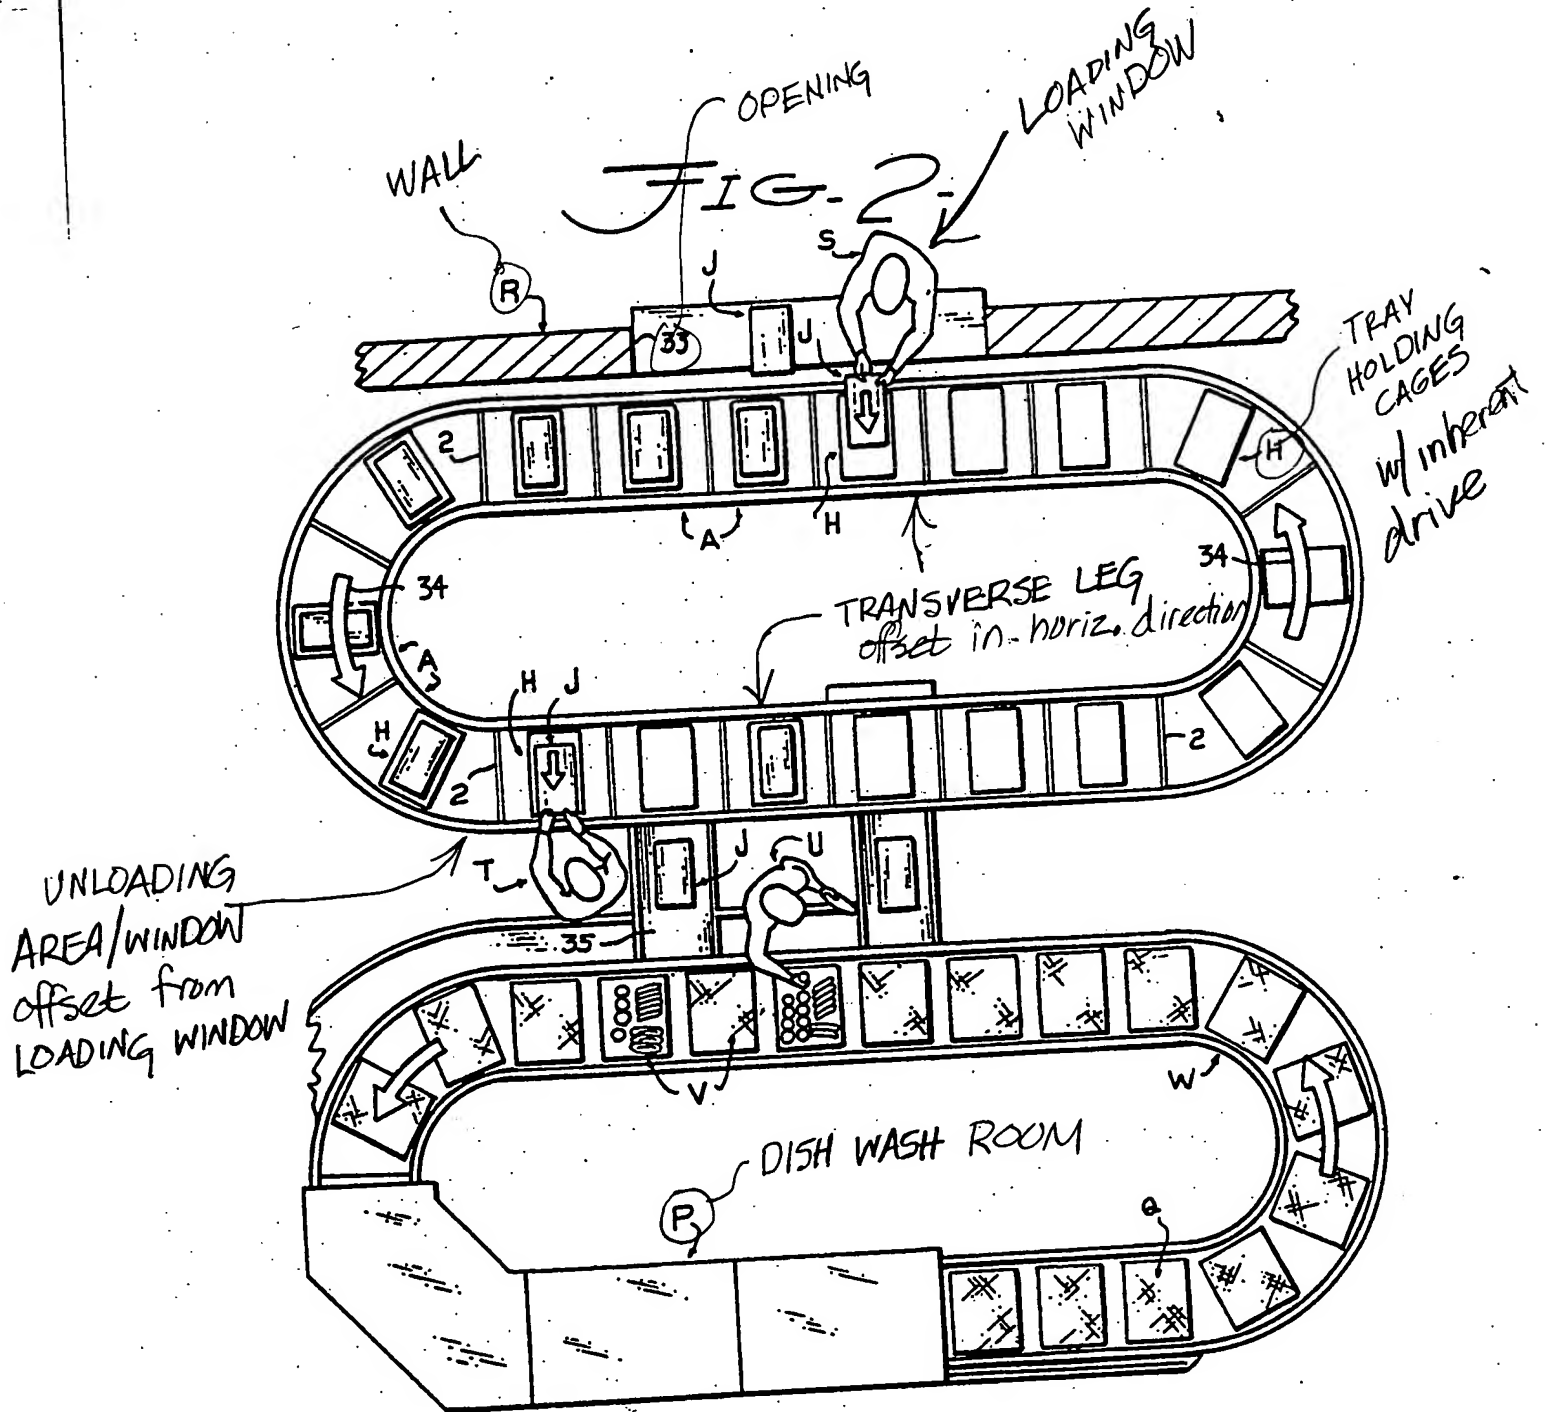 OPENING
LOADING
WINDOW
WALL
FIG-2-
S
J
R
33
J
TRAY
HOLDING
CAGES
w/ inherent
drive
2
H
A
H
34
34
TRANSVERSE LEG
offset in horiz. direction
A
H
J
H
2
2
UNLOADING
AREA/WINDOW
offset from
LOADING WINDOW
T
J
U
35
V
W
DISH WASH ROOM
P
Q